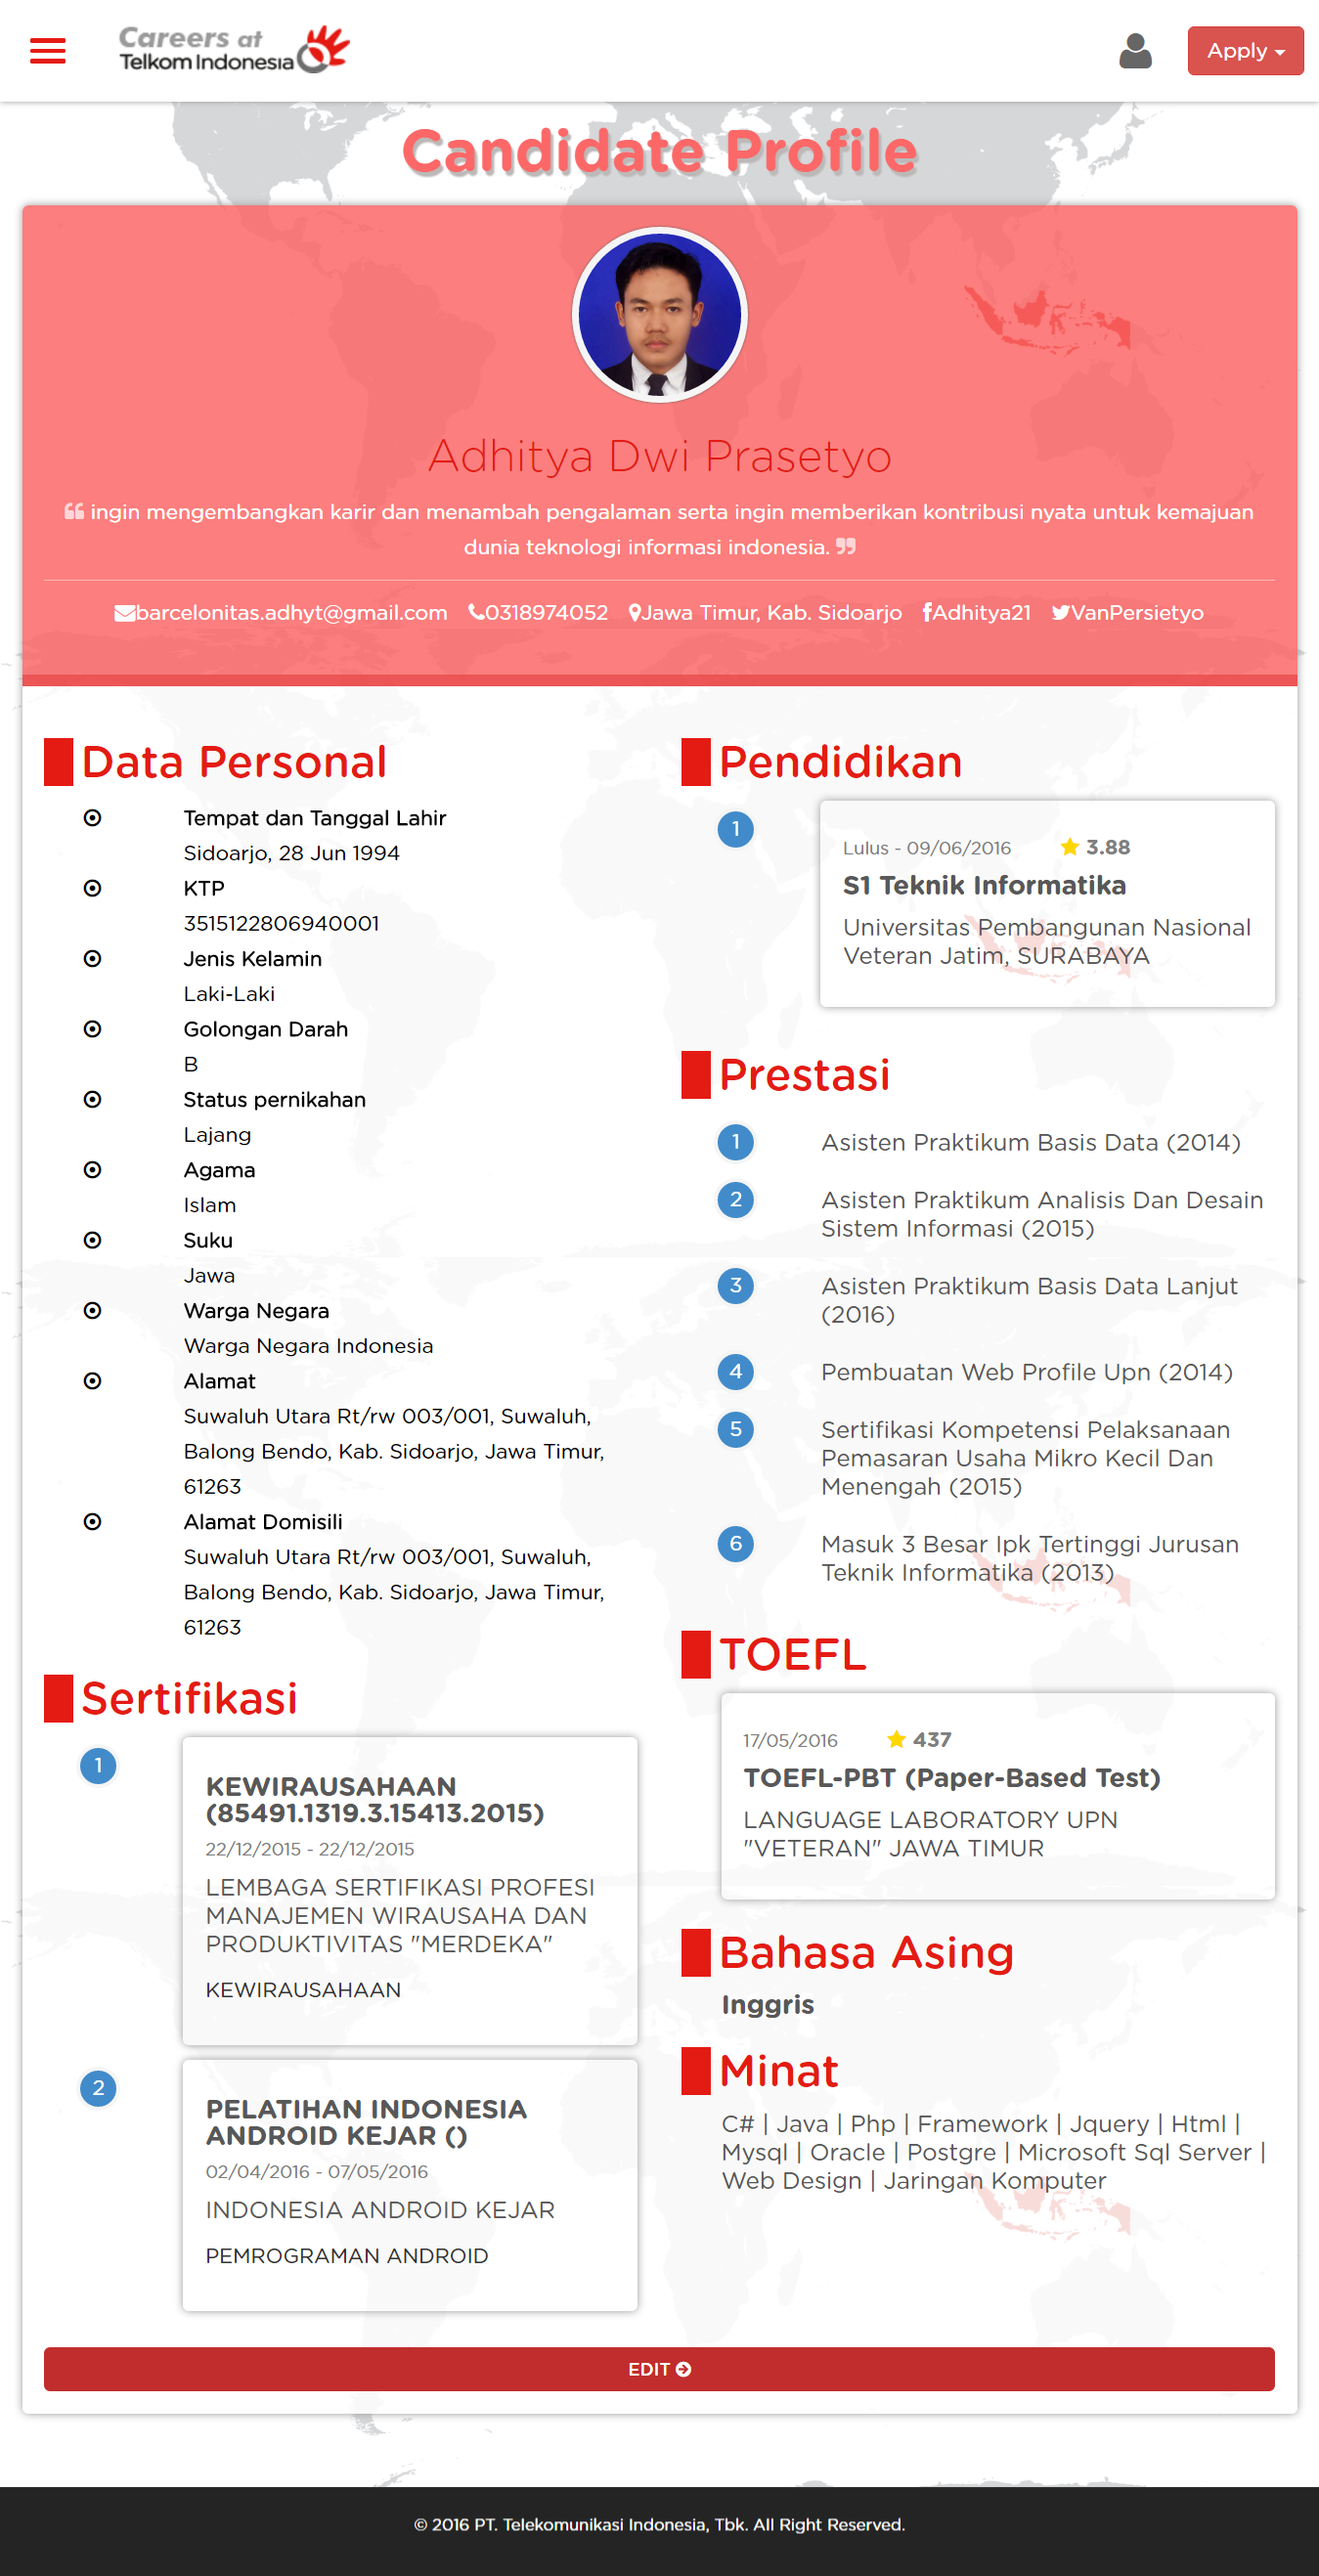 Careers at
Telkom Indonesia
Apply
Candidate Profile
Adhitya Dwi Prasetyo
ingin mengembangkan karir dan menambah pengalaman serta ingin memberikan kontribusi nyata untuk kemajuan
dunia teknologi informasi indonesia.
barcelonitas.adhyt@gmail.com 0318974052 Jawa Timur, Kab. Sidoarjo Adhitya21 VanPersietyo
Data Personal
Tempat dan Tanggal Lahir
Sidoarjo, 28 Jun 1994
KTP
3515122806940001
Jenis Kelamin
Laki-Laki
Golongan Darah
B
Status pernikahan
Lajang
Agama
Islam
Suku
Jawa
Warga Negara
Warga Negara Indonesia
Alamat
Suwaluh Utara Rt/rw 003/001, Suwaluh,
Balong Bendo, Kab. Sidoarjo, Jawa Timur,
61263
Alamat Domisili
Suwaluh Utara Rt/rw 003/001, Suwaluh,
Balong Bendo, Kab. Sidoarjo, Jawa Timur,
61263
Sertifikasi
1
KEWIRAUSAHAAN
(85491.1319.3.15413.2015)
22/12/2015 - 22/12/2015
LEMBAGA SERTIFIKASI PROFESI
MANAJEMEN WIRAUSAHA DAN
PRODUKTIVITAS "MERDEKA"
KEWIRAUSAHAAN
2
PELATIHAN INDONESIA
ANDROID KEJAR ()
02/04/2016 - 07/05/2016
INDONESIA ANDROID KEJAR
PEMROGRAMAN ANDROID
Pendidikan
1
Lulus - 09/06/2016 3.88
S1 Teknik Informatika
Universitas Pembangunan Nasional
Veteran Jatim, SURABAYA
Prestasi
1 Asisten Praktikum Basis Data (2014)
2 Asisten Praktikum Analisis Dan Desain
Sistem Informasi (2015)
3 Asisten Praktikum Basis Data Lanjut
(2016)
4 Pembuatan Web Profile Upn (2014)
5 Sertifikasi Kompetensi Pelaksanaan
Pemasaran Usaha Mikro Kecil Dan
Menengah (2015)
6 Masuk 3 Besar Ipk Tertinggi Jurusan
Teknik Informatika (2013)
TOEFL
17/05/2016 437
TOEFL-PBT (Paper-Based Test)
LANGUAGE LABORATORY UPN
"VETERAN" JAWA TIMUR
Bahasa Asing
Inggris
Minat
C# | Java | Php | Framework | Jquery | Html |
Mysql | Oracle | Postgre | Microsoft Sql Server |
Web Design | Jaringan Komputer
EDIT
© 2016 PT. Telekomunikasi Indonesia, Tbk. All Right Reserved.